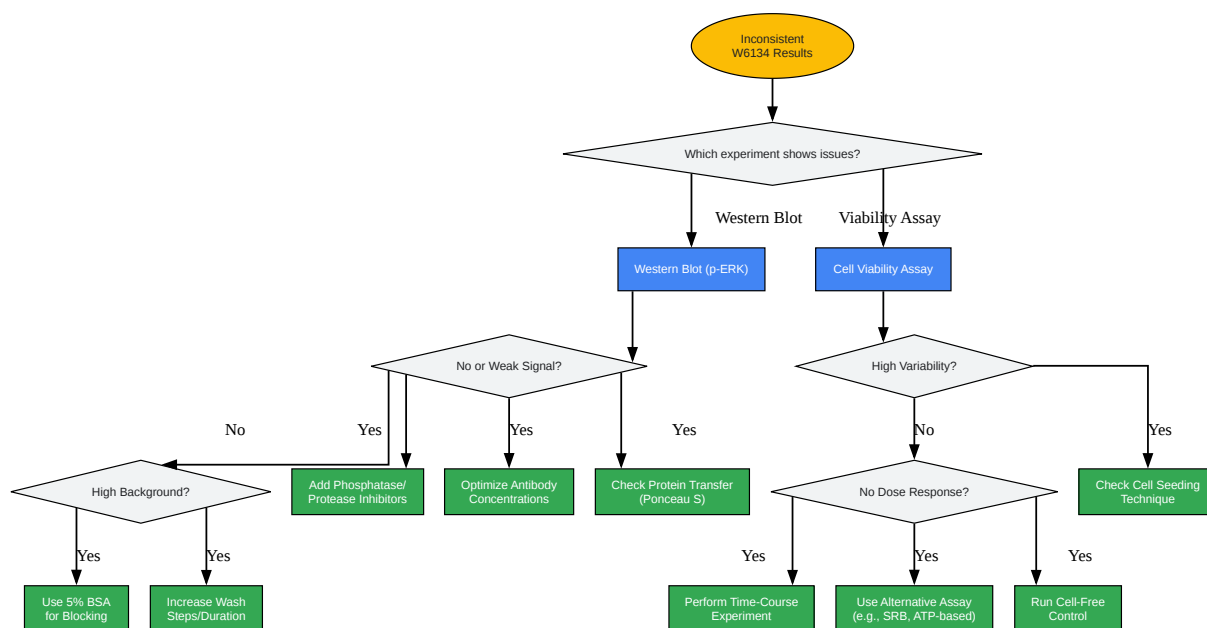 Inconsistent
W6134 Results
Which experiment shows issues?
Western Blot
Viability Assay
Western Blot (p-ERK)
Cell Viability Assay
No or Weak Signal?
High Variability?
No
Yes
Yes
Yes
No
Yes
High Background?
Add Phosphatase/
Protease Inhibitors
Optimize Antibody
Concentrations
Check Protein Transfer
(Ponceau S)
No Dose Response?
Check Cell Seeding
Technique
Yes
Yes
Yes
Yes
Yes
Use 5% BSA
for Blocking
Increase Wash
Steps/Duration
Perform Time-Course
Experiment
Use Alternative Assay
(e.g., SRB, ATP-based)
Run Cell-Free
Control